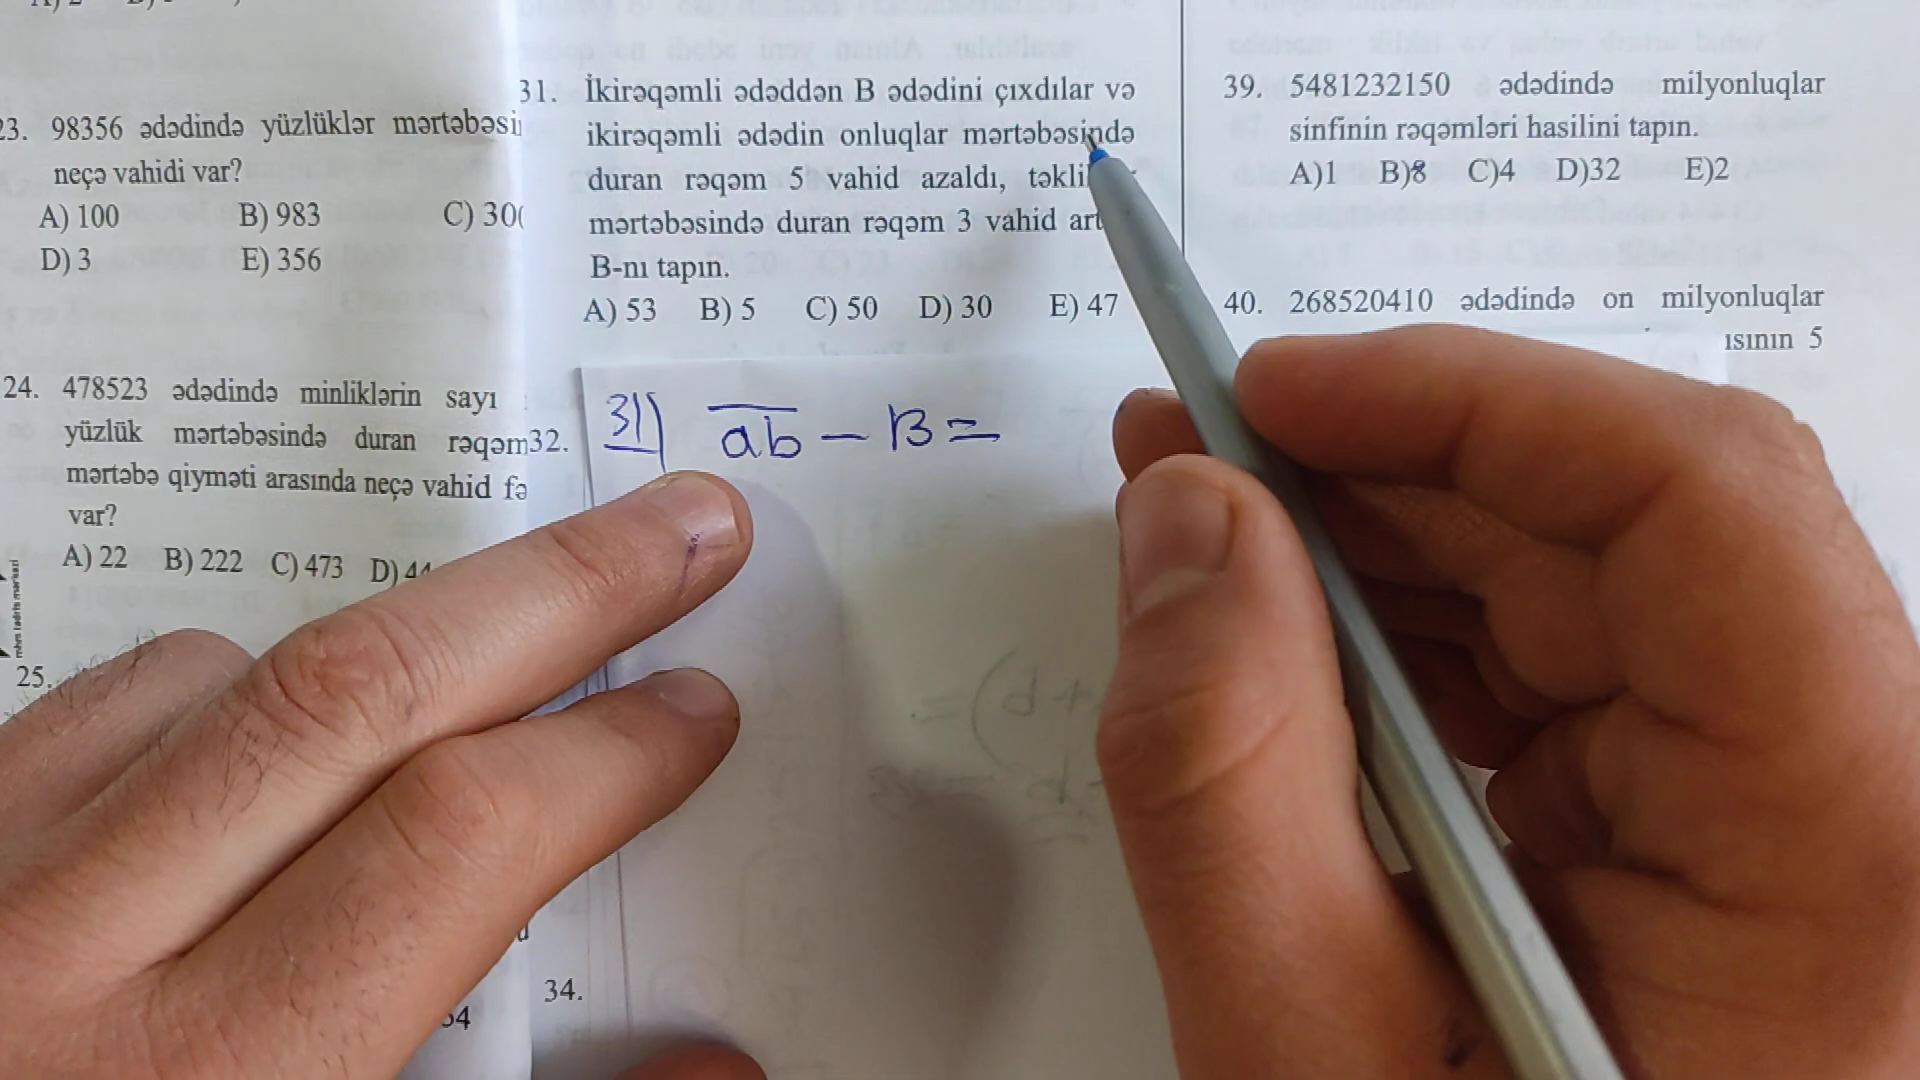 23. 98356 ədədində yüzlüklər mərtəbəsi
neçə vahidi var?
A) 100 B) 983 C) 30(
D) 3 E) 356
24. 478523 ədədində minliklərin sayı
yüzlük mərtəbəsində duran rəqəm
mərtəbə qiyməti arasında neçə vahid fə
var?
A) 22 B) 222 C) 473 D) 44
25.
31. İkirəqəmli ədəddən B ədədini çıxdılar və
ikirəqəmli ədədin onluqlar mərtəbəsində
duran rəqəm 5 vahid azaldı, təkli
mərtəbəsində duran rəqəm 3 vahid art
B-nı tapın.
A) 53 B) 5 C) 50 D) 30 E) 47
32.
31) ab – B =
34.
39. 5481232150 ədədində milyonluqlar
sinfinin rəqəmləri hasilini tapın.
A)1 B)8 C)4 D)32 E)2
40. 268520410 ədədində on milyonluqlar
ısının 5